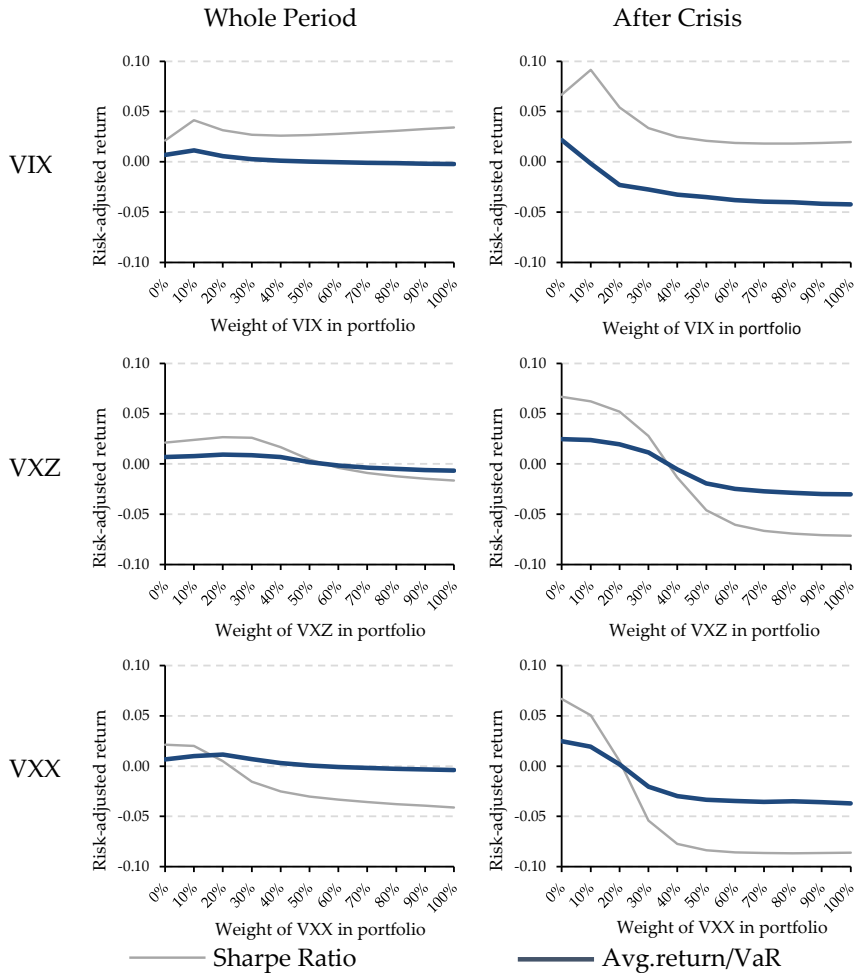 Whole Period
After Crisis
VIX
Risk-adjusted return
0.10
0.05
0.00
-0.05
-0.10
0% 10% 20% 30% 40% 50% 60% 70% 80% 90% 100%
Weight of VIX in portfolio
Risk-adjusted return
0.10
0.05
0.00
-0.05
-0.10
0% 10% 20% 30% 40% 50% 60% 70% 80% 90% 100%
Weight of VIX in portfolio
VXZ
Risk-adjusted return
0.10
0.05
0.00
-0.05
-0.10
0% 10% 20% 30% 40% 50% 60% 70% 80% 90% 100%
Weight of VXZ in portfolio
Risk-adjusted return
0.10
0.05
0.00
-0.05
-0.10
0% 10% 20% 30% 40% 50% 60% 70% 80% 90% 100%
Weight of VXZ in portfolio
VXX
Risk-adjusted return
0.10
0.05
0.00
-0.05
-0.10
0% 10% 20% 30% 40% 50% 60% 70% 80% 90% 100%
Weight of VXX in portfolio
Risk-adjusted return
0.10
0.05
0.00
-0.05
-0.10
0% 10% 20% 30% 40% 50% 60% 70% 80% 90% 100%
Weight of VXX in portfolio
Sharpe Ratio
Avg.return/VaR